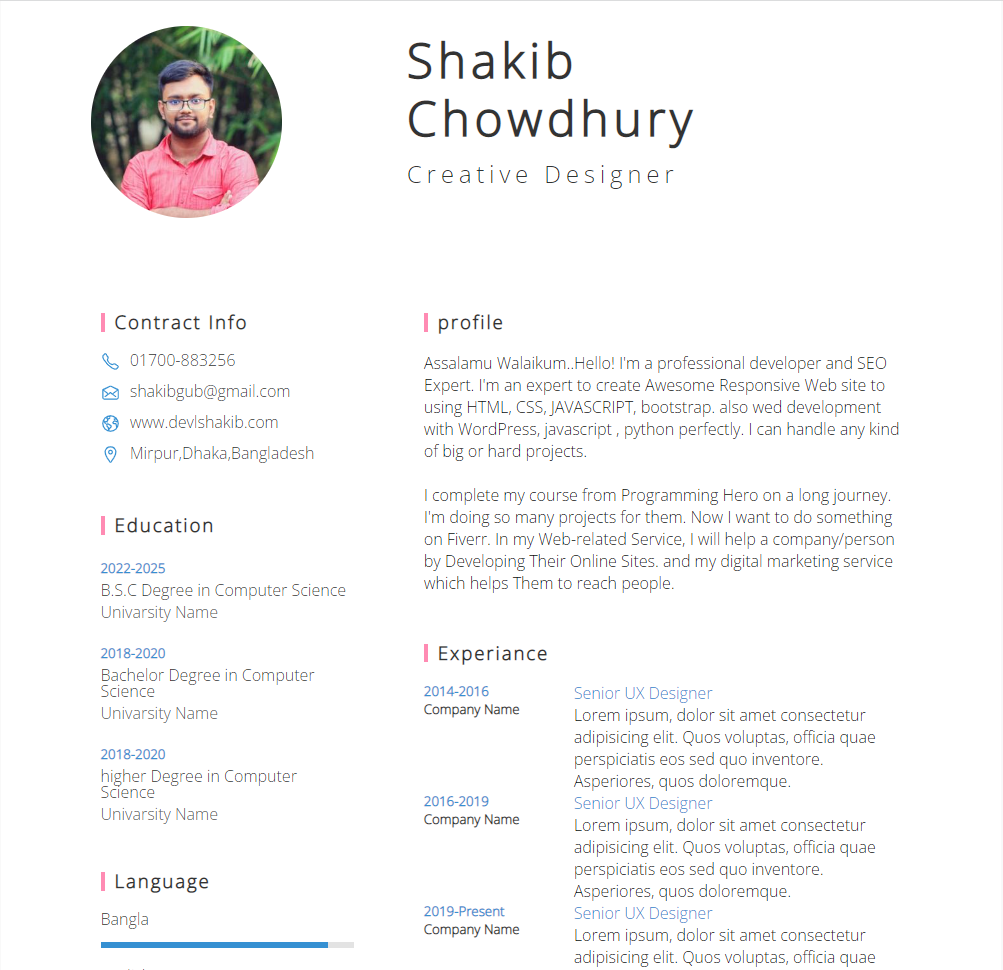 Shakib
Chowdhury
Creative Designer
Contract Info
01700-883256
shakibgub@gmail.com
www.devlshakib.com
Mirpur,Dhaka,Bangladesh
Education
2022-2025
B.S.C Degree in Computer Science
Univarsity Name
2018-2020
Bachelor Degree in Computer
Science
Univarsity Name
2018-2020
higher Degree in Computer
Science
Univarsity Name
Language
Bangla
profile
Assalamu Walaikum..Hello! I'm a professional developer and SEO
Expert. I'm an expert to create Awesome Responsive Web site to
using HTML, CSS, JAVASCRIPT, bootstrap. also wed development
with WordPress, javascript , python perfectly. I can handle any kind
of big or hard projects.
I complete my course from Programming Hero on a long journey.
I'm doing so many projects for them. Now I want to do something
on Fiverr. In my Web-related Service, I will help a company/person
by Developing Their Online Sites. and my digital marketing service
which helps Them to reach people.
Experiance
2014-2016
Company Name
Senior UX Designer
Lorem ipsum, dolor sit amet consectetur
adipisicing elit. Quos voluptas, officia quae
perspiciatis eos sed quo inventore.
Asperiores, quos doloremque.
2016-2019
Company Name
Senior UX Designer
Lorem ipsum, dolor sit amet consectetur
adipisicing elit. Quos voluptas, officia quae
perspiciatis eos sed quo inventore.
Asperiores, quos doloremque.
2019-Present
Company Name
Senior UX Designer
Lorem ipsum, dolor sit amet consectetur
adipisicing elit. Quos voluptas, officia quae